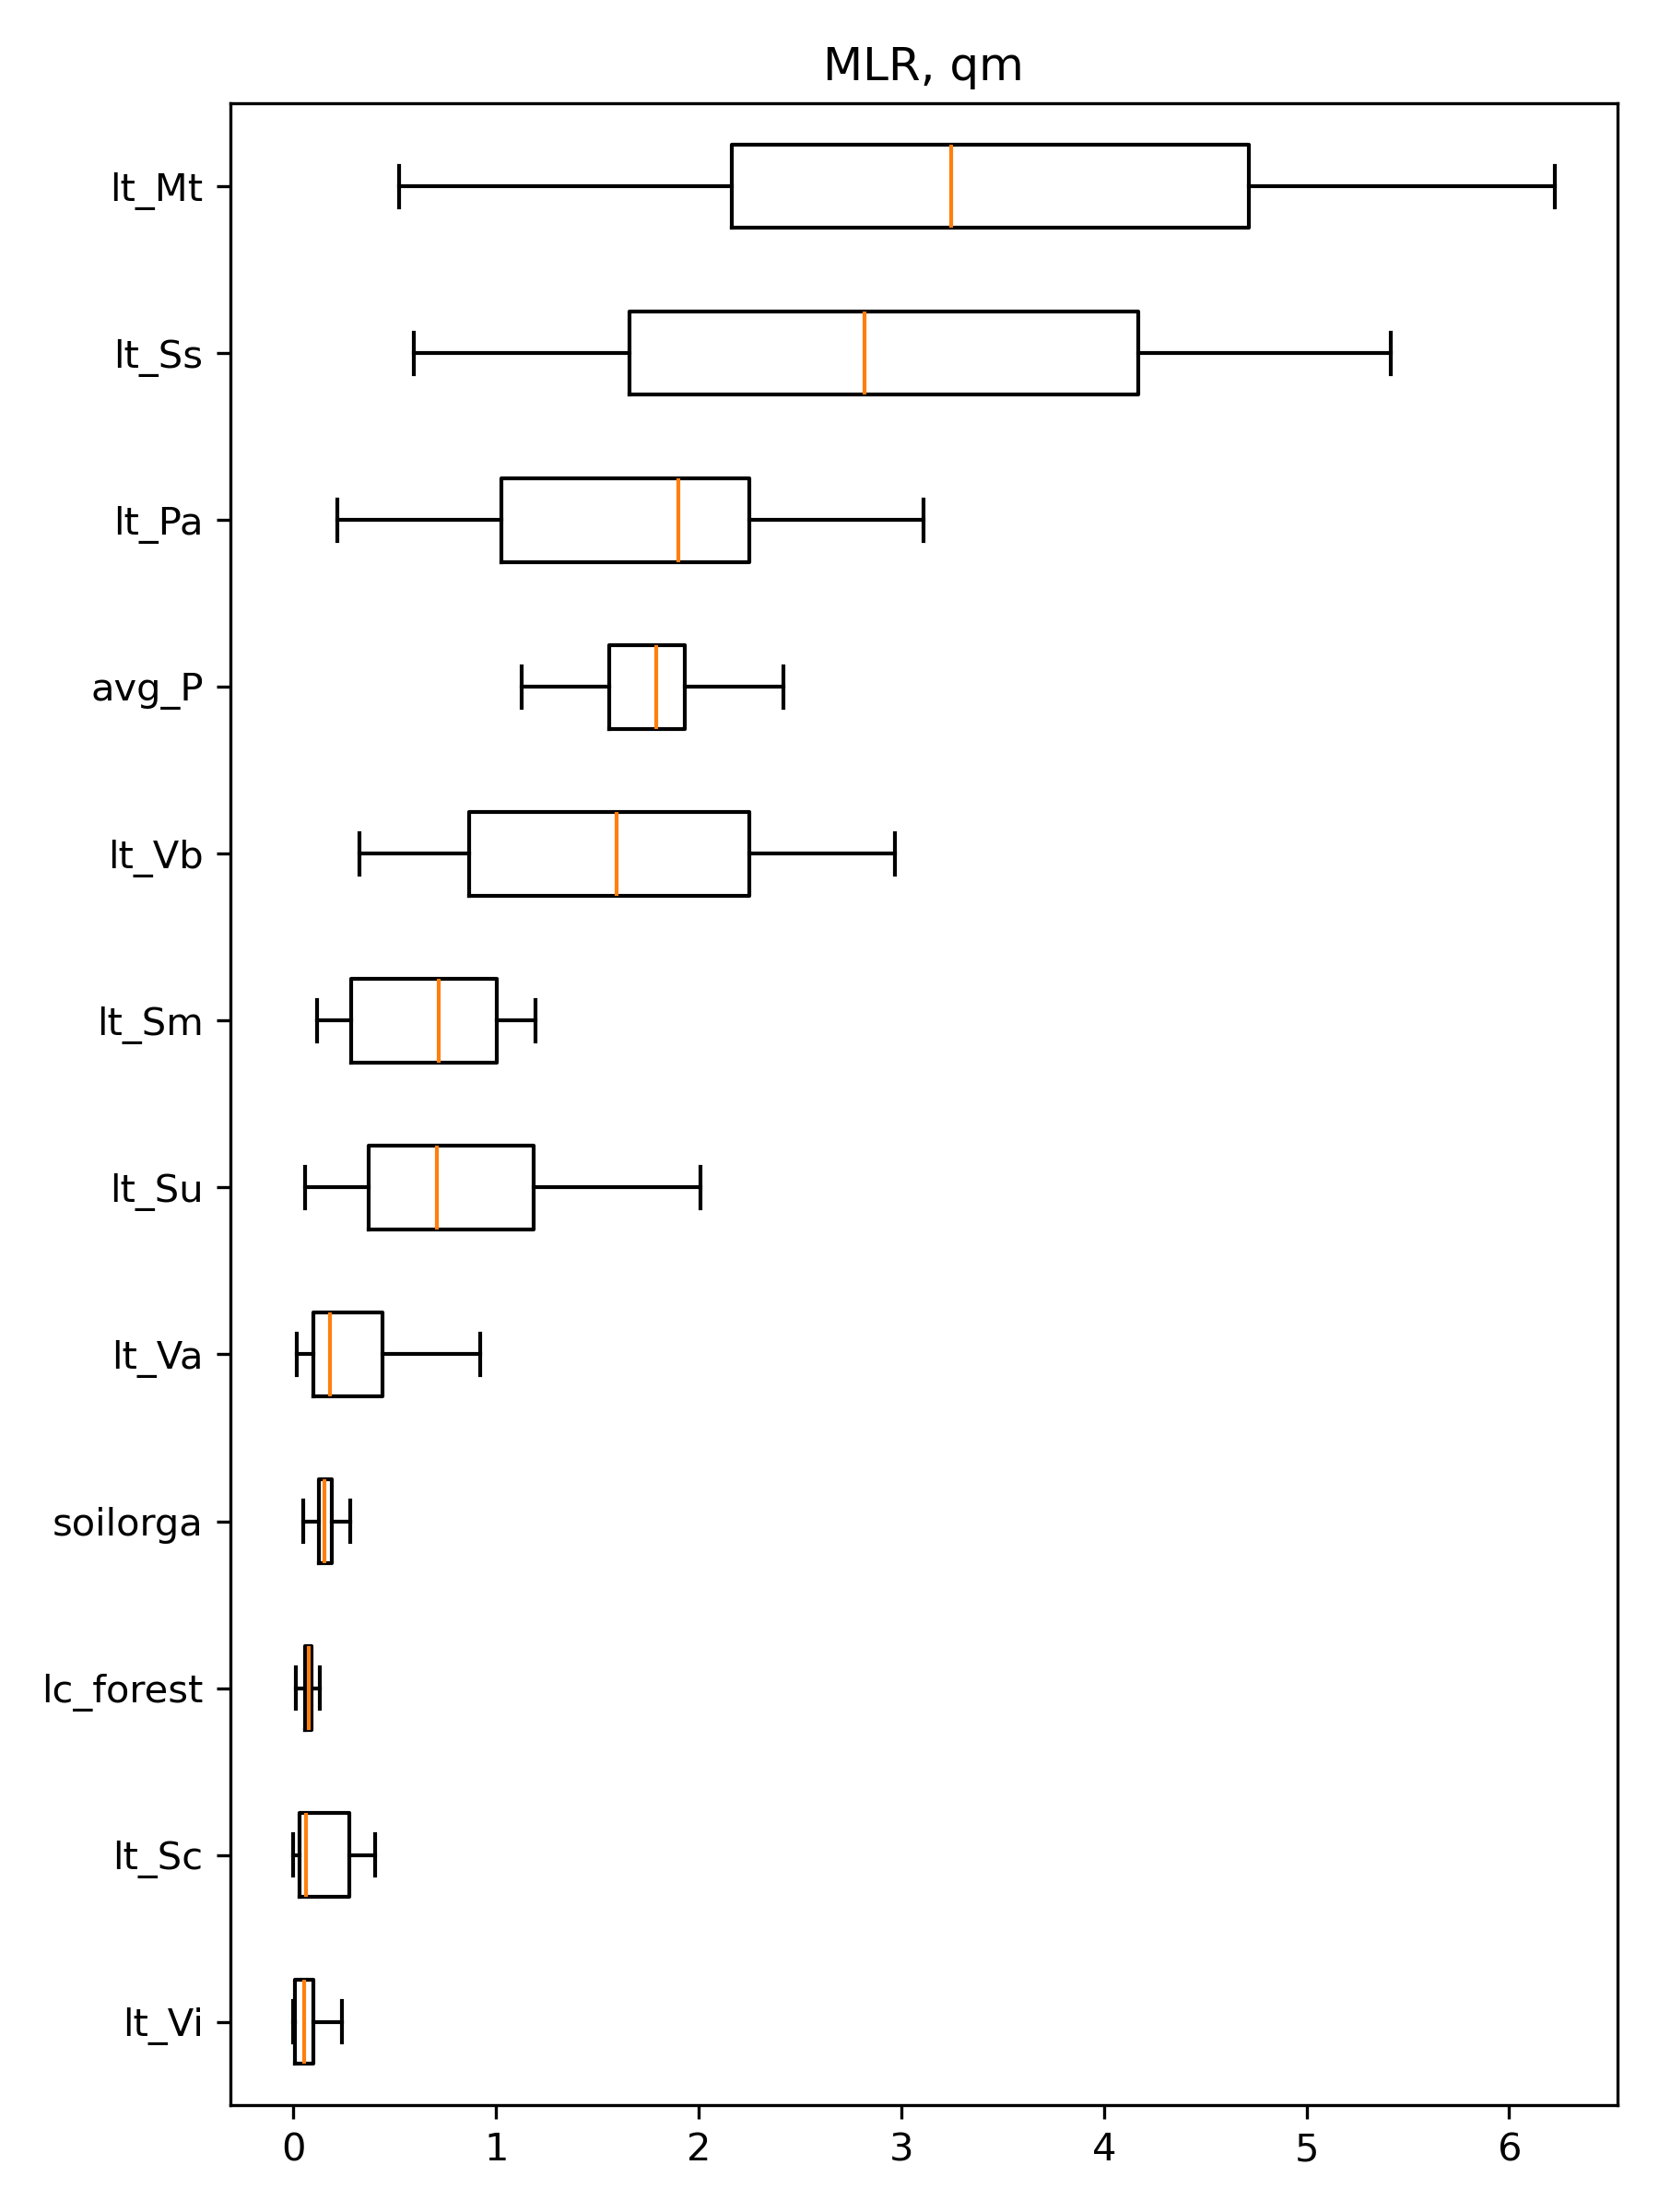 MLR, qm
lt_Mt
lt_Ss
lt_Pa
avg_P
lt_Vb
lt_Sm
lt_Su
lt_Va
soilorga
lc_forest
lt_Sc
lt_Vi
0 1 2 3 4 5 6